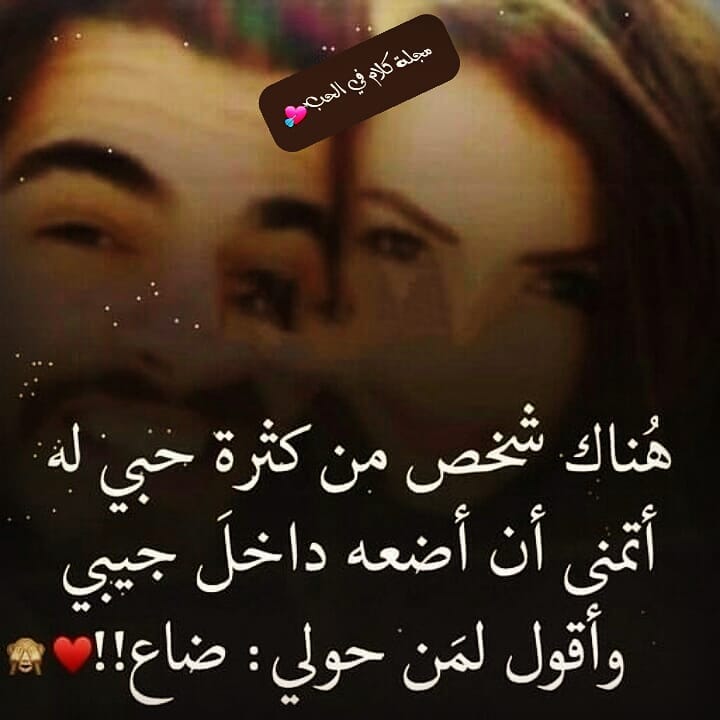 مجلة كلام في الحب💘
هُناك شخص من كثرة حبي له
أتمنى أن أضعه داخلَ جيبي
وأقول لمَن حولي: ضاع!!❤️🙈